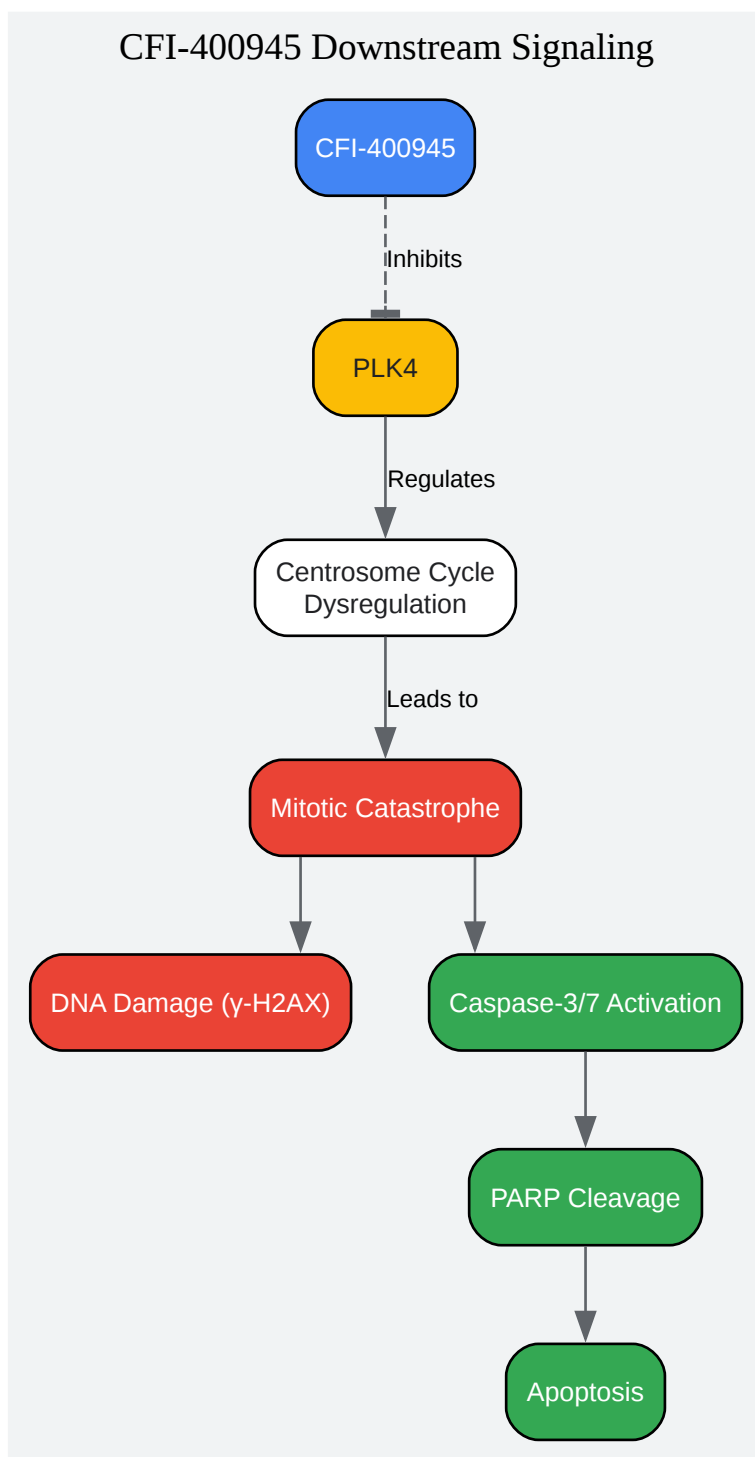 CFI-400945 Downstream Signaling
CFI-400945
Inhibits
PLK4
Regulates
Centrosome Cycle
Dysregulation
Leads to
Mitotic Catastrophe
DNA Damage (γ-H2AX)
Caspase-3/7 Activation
PARP Cleavage
Apoptosis